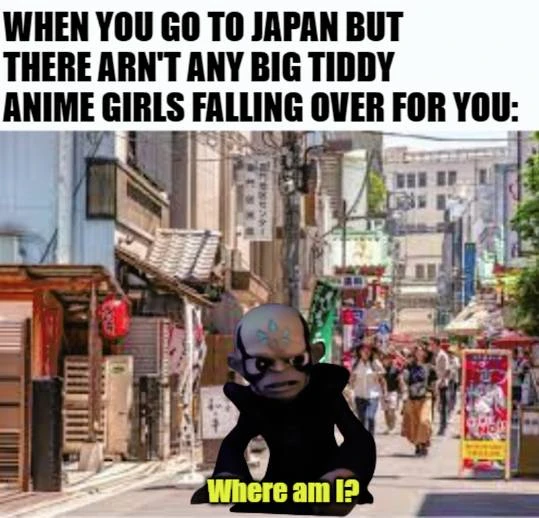 WHEN YOU GO TO JAPAN BUT
THERE ARN'T ANY BIG TIDDY
ANIME GIRLS FALLING OVER FOR YOU:
Where am I?